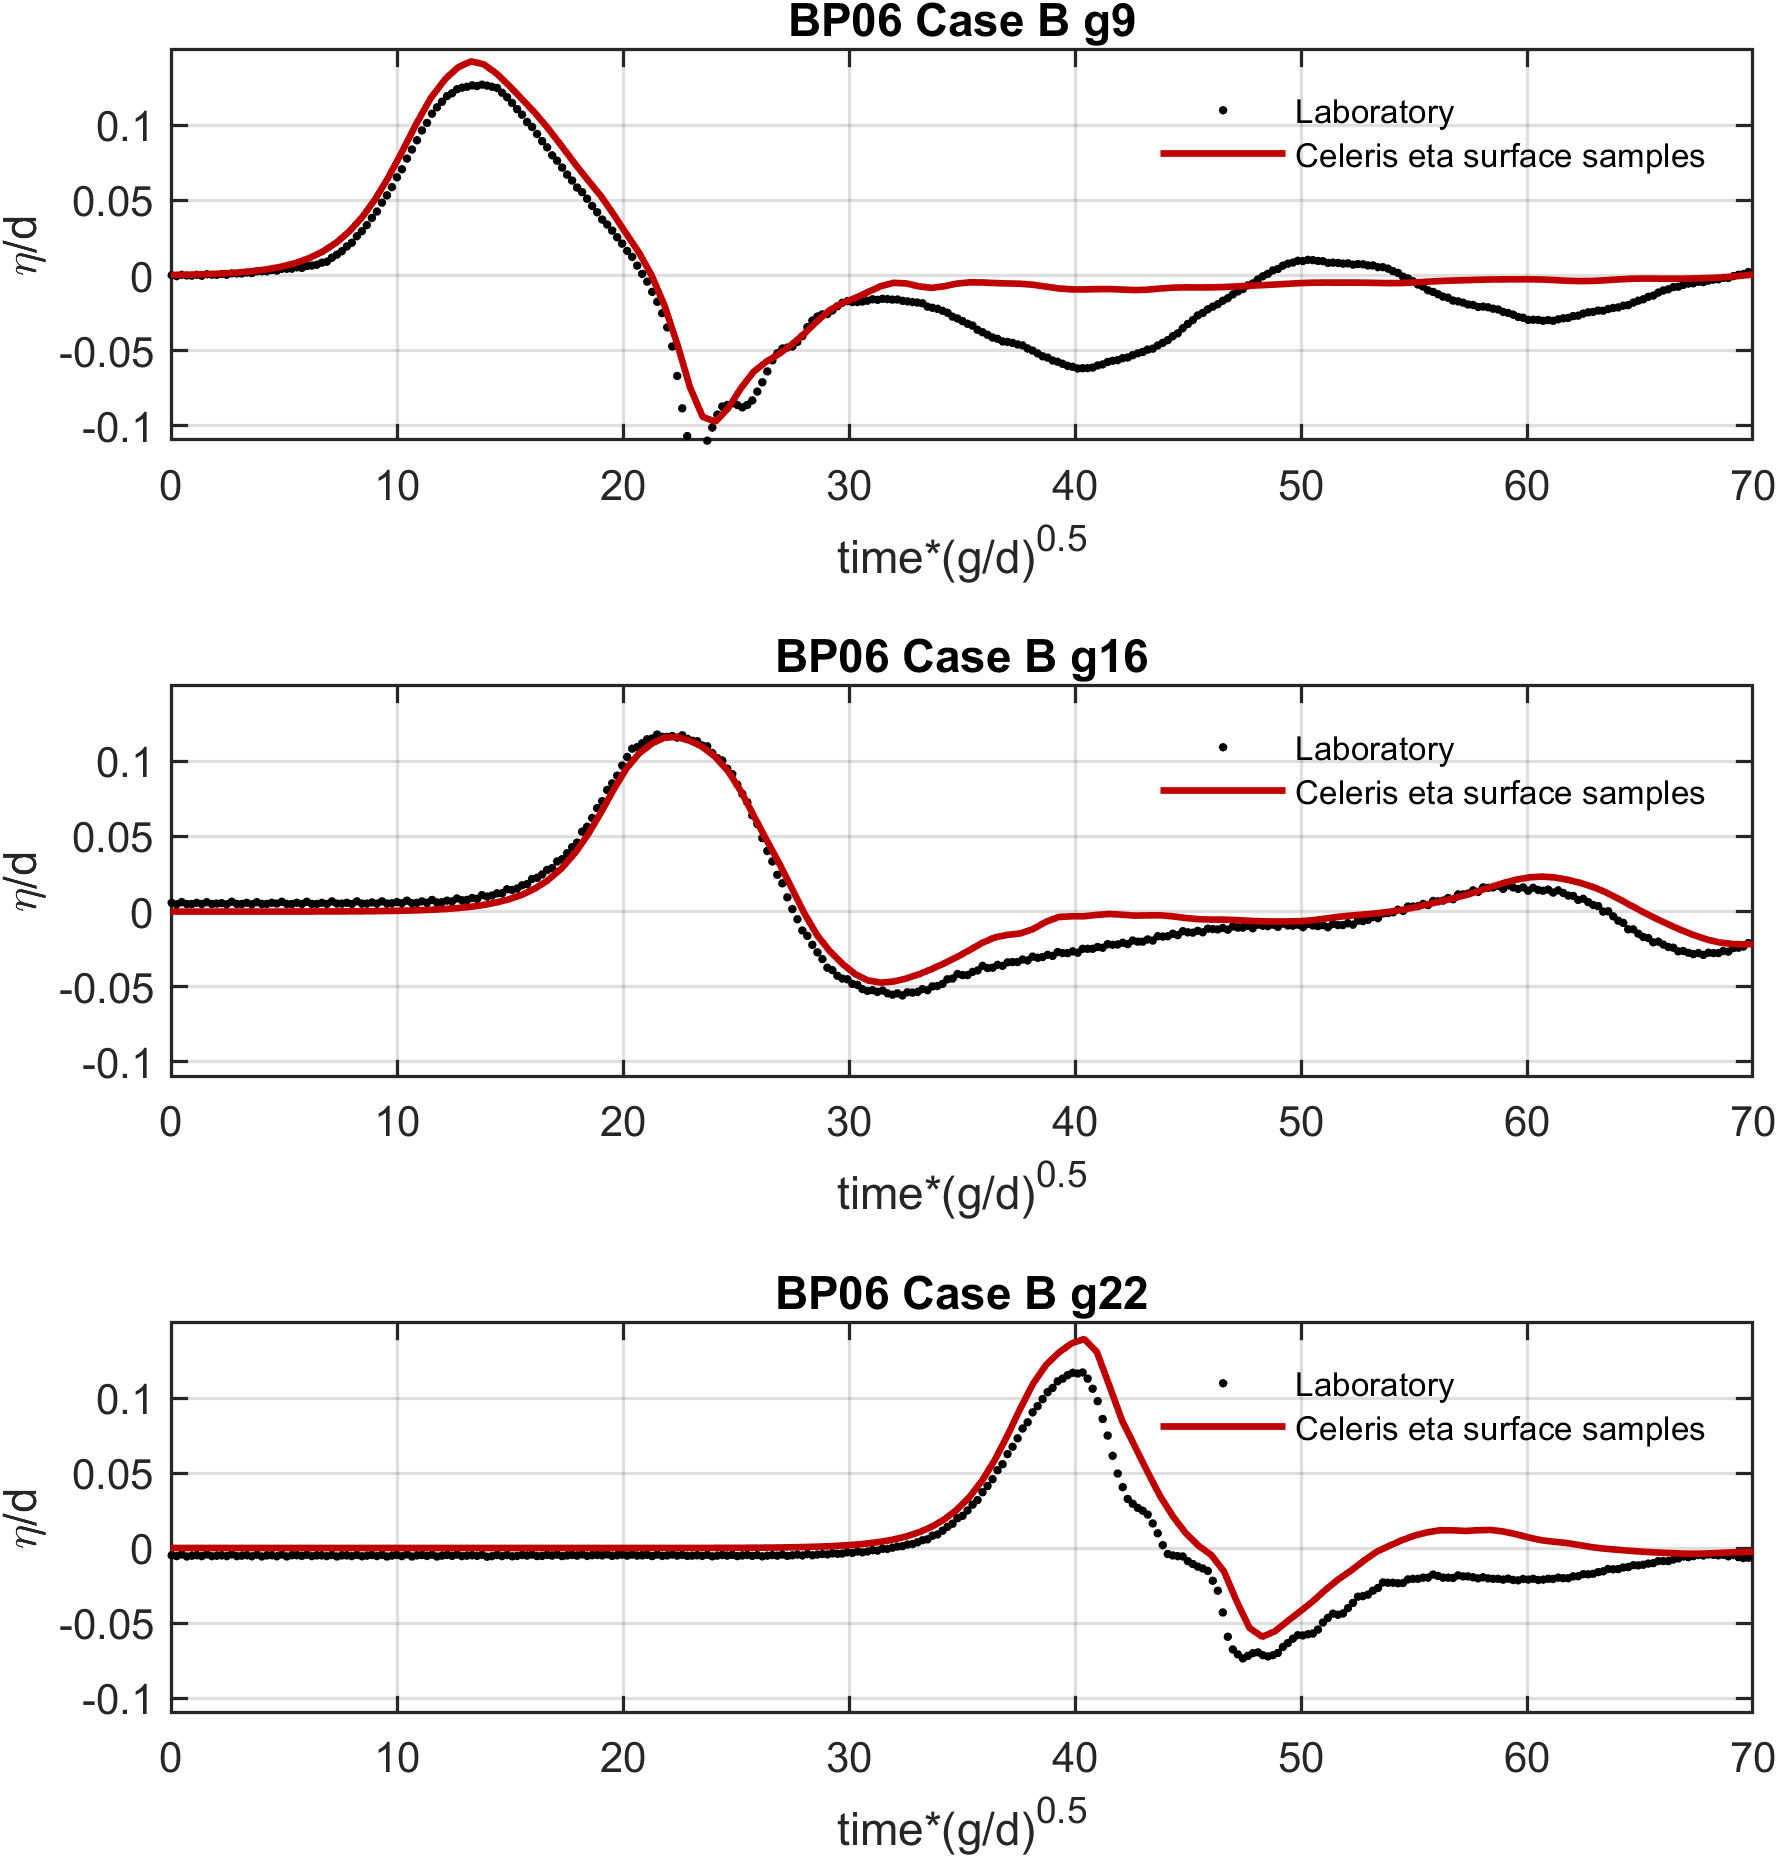 BP06 Case B g9
η/d
0.1
0.05
0
-0.05
-0.1
Laboratory
Celeris eta surface samples
0 10 20 30 40 50 60 70
time*(g/d)^0.5
BP06 Case B g16
η/d
0.1
0.05
0
-0.05
-0.1
Laboratory
Celeris eta surface samples
0 10 20 30 40 50 60 70
time*(g/d)^0.5
BP06 Case B g22
η/d
0.1
0.05
0
-0.05
-0.1
Laboratory
Celeris eta surface samples
0 10 20 30 40 50 60 70
time*(g/d)^0.5